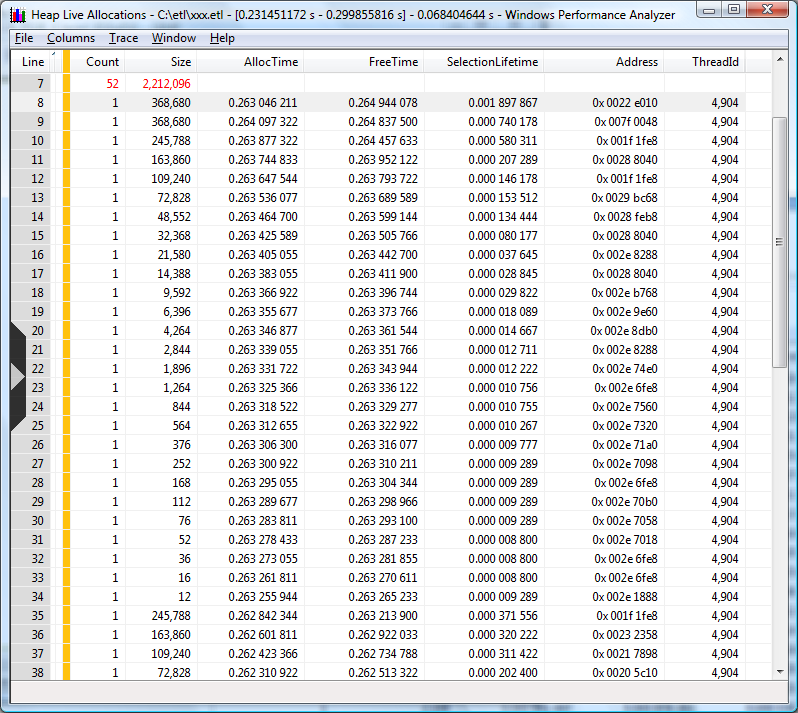 Heap Live Allocations - C:\etl\xxx.etl - [0.231451172 s - 0.299855816 s] - 0.068404644 s - Windows Performance Analyzer
File Columns Trace Window Help
Line Count Size AllocTime FreeTime SelectionLifetime Address ThreadId
7 52 2,212,096
8 1 368,680 0.263 046 211 0.264 944 078 0.001 897 867 0x 0022 e010 4,904
9 1 368,680 0.264 097 322 0.264 837 500 0.000 740 178 0x 007f 0048 4,904
10 1 245,788 0.263 877 322 0.264 457 633 0.000 580 311 0x 001f 1fe8 4,904
11 1 163,860 0.263 744 833 0.263 952 122 0.000 207 289 0x 0028 8040 4,904
12 1 109,240 0.263 647 544 0.263 793 722 0.000 146 178 0x 001f 1fe8 4,904
13 1 72,828 0.263 536 077 0.263 689 589 0.000 153 512 0x 0029 bc68 4,904
14 1 48,552 0.263 464 700 0.263 599 144 0.000 134 444 0x 0028 feb8 4,904
15 1 32,368 0.263 425 589 0.263 505 766 0.000 080 177 0x 0028 8040 4,904
16 1 21,580 0.263 405 055 0.263 442 700 0.000 037 645 0x 002e 8288 4,904
17 1 14,388 0.263 383 055 0.263 411 900 0.000 028 845 0x 0028 8040 4,904
18 1 9,592 0.263 366 922 0.263 396 744 0.000 029 822 0x 002e b768 4,904
19 1 6,396 0.263 355 677 0.263 373 766 0.000 018 089 0x 002e 9e60 4,904
20 1 4,264 0.263 346 877 0.263 361 544 0.000 014 667 0x 002e 8db0 4,904
21 1 2,844 0.263 339 055 0.263 351 766 0.000 012 711 0x 002e 8288 4,904
22 1 1,896 0.263 331 722 0.263 343 944 0.000 012 222 0x 002e 74e0 4,904
23 1 1,264 0.263 325 366 0.263 336 122 0.000 010 756 0x 002e 6fe8 4,904
24 1 844 0.263 318 522 0.263 329 277 0.000 010 755 0x 002e 7560 4,904
25 1 564 0.263 312 655 0.263 322 922 0.000 010 267 0x 002e 7320 4,904
26 1 376 0.263 306 300 0.263 316 077 0.000 009 777 0x 002e 71a0 4,904
27 1 252 0.263 300 922 0.263 310 211 0.000 009 289 0x 002e 7098 4,904
28 1 168 0.263 295 055 0.263 304 344 0.000 009 289 0x 002e 6fe8 4,904
29 1 112 0.263 289 677 0.263 298 966 0.000 009 289 0x 002e 70b0 4,904
30 1 76 0.263 283 811 0.263 293 100 0.000 009 289 0x 002e 7058 4,904
31 1 52 0.263 278 433 0.263 287 233 0.000 008 800 0x 002e 7018 4,904
32 1 36 0.263 273 055 0.263 281 855 0.000 008 800 0x 002e 6fe8 4,904
33 1 16 0.263 261 811 0.263 270 611 0.000 008 800 0x 002e 6fe8 4,904
34 1 12 0.263 255 944 0.263 265 233 0.000 009 289 0x 002e 1888 4,904
35 1 245,788 0.262 842 344 0.263 213 900 0.000 371 556 0x 001f 1fe8 4,904
36 1 163,860 0.262 601 811 0.262 922 033 0.000 320 222 0x 0023 2358 4,904
37 1 109,240 0.262 423 366 0.262 734 788 0.000 311 422 0x 0021 7898 4,904
38 1 72,828 0.262 310 922 0.262 513 322 0.000 202 400 0x 0020 5c10 4,904